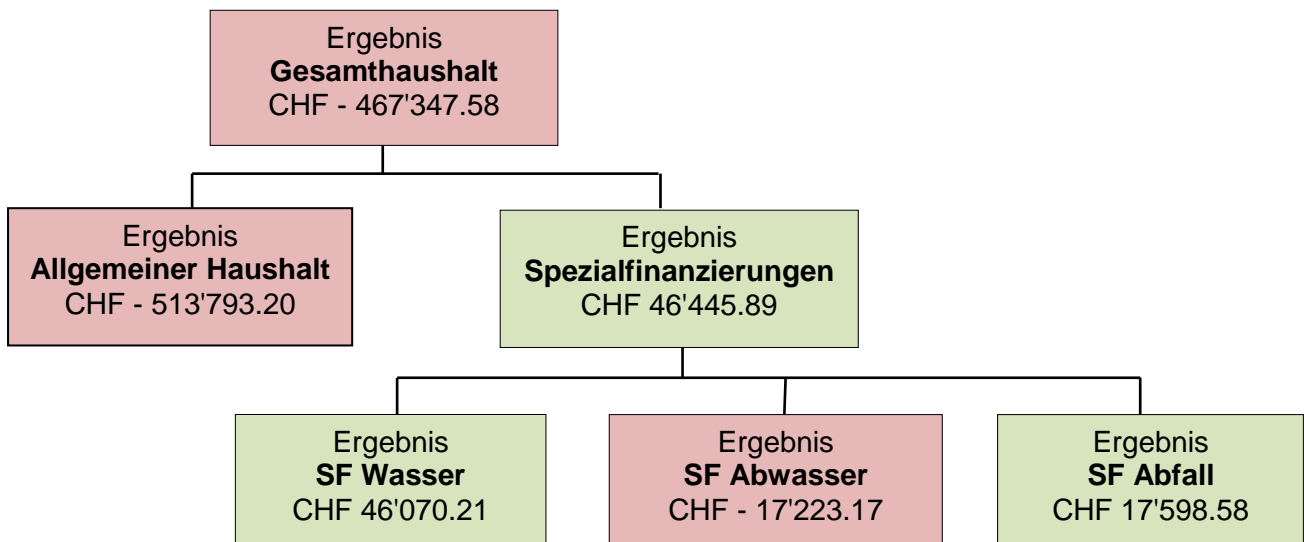 Ergebnis
Gesamthaushalt
CHF - 467'347.58
Ergebnis
Allgemeiner Haushalt
CHF - 513'793.20
Ergebnis
Spezialfinanzierungen
CHF 46'445.89
Ergebnis
SF Wasser
CHF 46'070.21
Ergebnis
SF Abwasser
CHF - 17'223.17
Ergebnis
SF Abfall
CHF 17'598.58